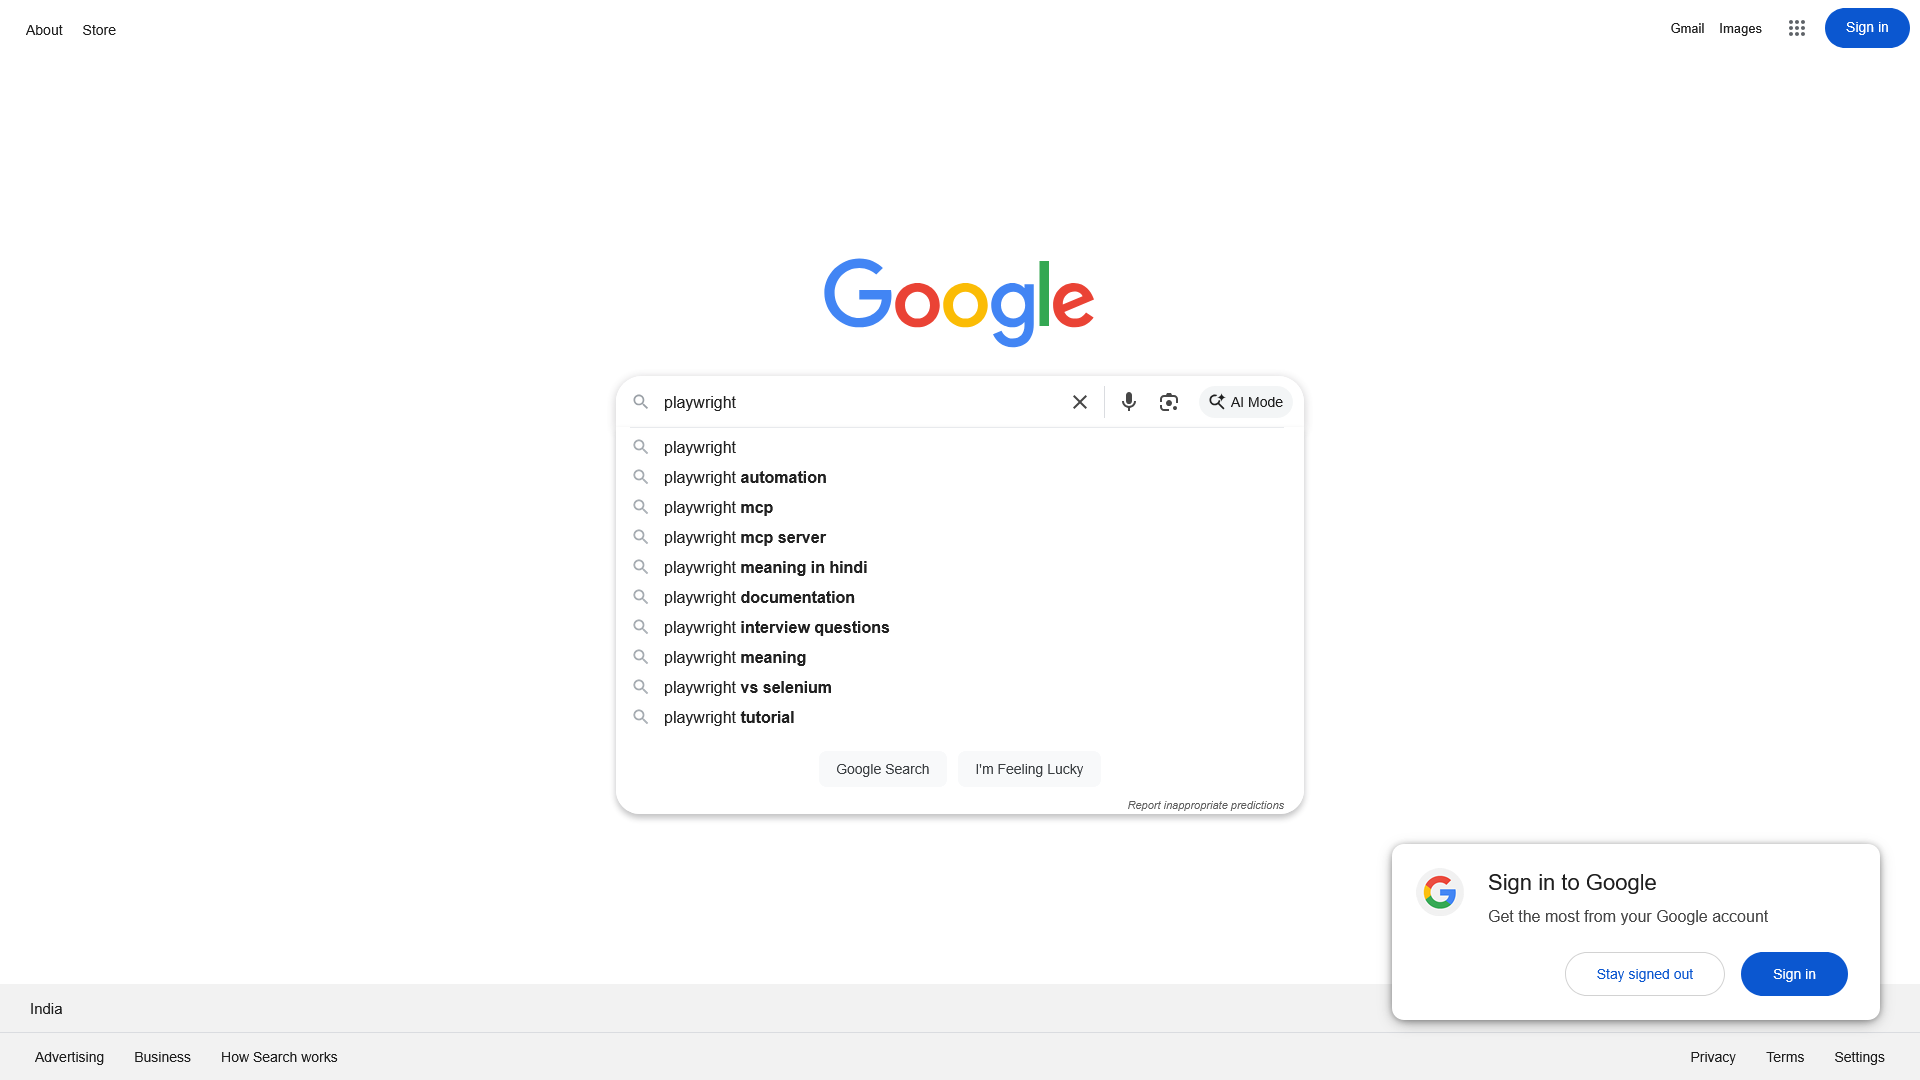 About Store
Gmail Images Sign in
Google
playwright
AI Mode
playwright
playwright automation
playwright mcp
playwright mcp server
playwright meaning in hindi
playwright documentation
playwright interview questions
playwright meaning
playwright vs selenium
playwright tutorial
Google Search I'm Feeling Lucky
Report inappropriate predictions
Sign in to Google
Get the most from your Google account
Stay signed out Sign in
India
Advertising Business How Search works
Privacy Terms Settings